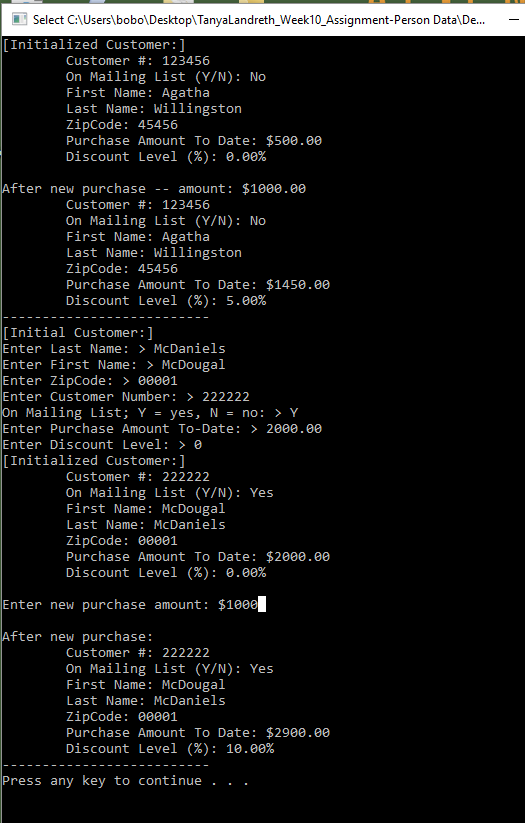 Select C:\Users\bobo\Desktop\TanyaLandreth_Week10_Assignment-Person Data\De...
[Initialized Customer:]
Customer #: 123456
On Mailing List (Y/N): No
First Name: Agatha
Last Name: Willingston
ZipCode: 45456
Purchase Amount To Date: $500.00
Discount Level (%): 0.00%
After new purchase -- amount: $1000.00
Customer #: 123456
On Mailing List (Y/N): No
First Name: Agatha
Last Name: Willingston
ZipCode: 45456
Purchase Amount To Date: $1450.00
Discount Level (%): 5.00%
--------------------------
[Initial Customer:]
Enter Last Name: > McDaniels
Enter First Name: > McDougal
Enter ZipCode: > 00001
Enter Customer Number: > 222222
On Mailing List; Y = yes, N = no: > Y
Enter Purchase Amount To-Date: > 2000.00
Enter Discount Level: > 0
[Initialized Customer:]
Customer #: 222222
On Mailing List (Y/N): Yes
First Name: McDougal
Last Name: McDaniels
ZipCode: 00001
Purchase Amount To Date: $2000.00
Discount Level (%): 0.00%
Enter new purchase amount: $1000
After new purchase:
Customer #: 222222
On Mailing List (Y/N): Yes
First Name: McDougal
Last Name: McDaniels
ZipCode: 00001
Purchase Amount To Date: $2900.00
Discount Level (%): 10.00%
--------------------------
Press any key to continue . . .